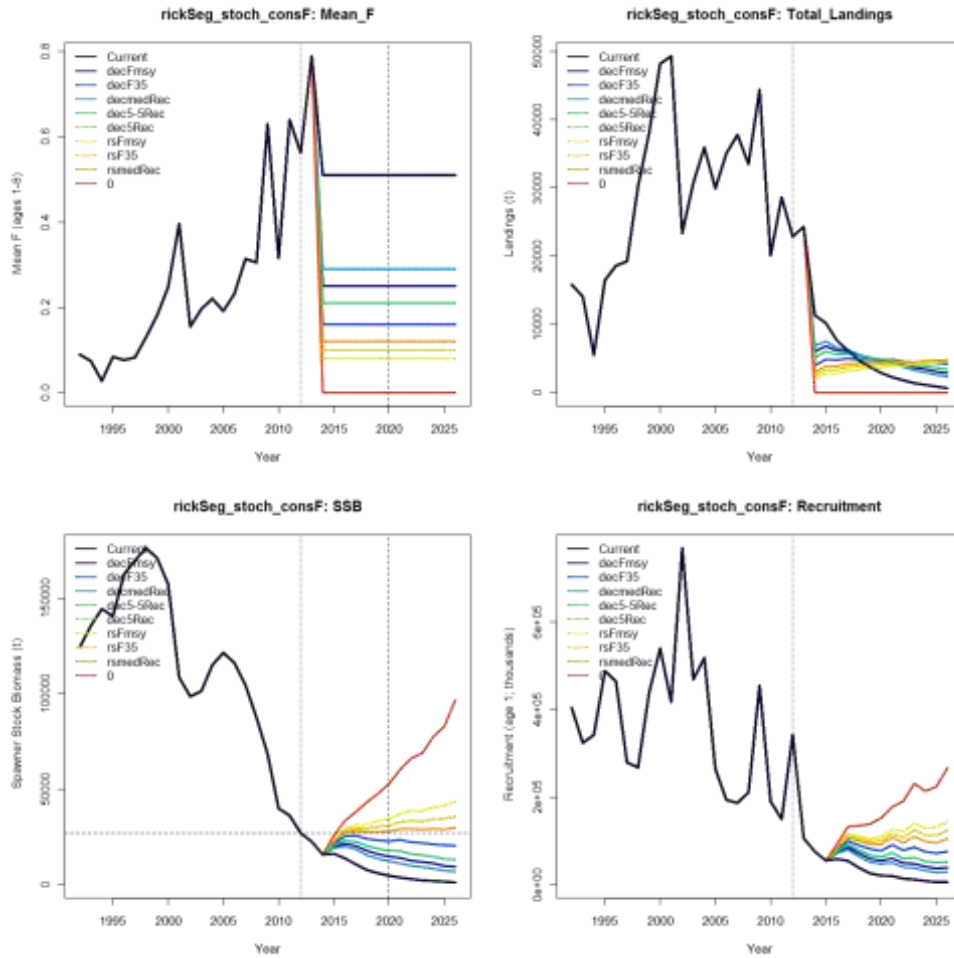 rickSeg_stoch_consF: Mean_F
Mean F (ages 1-8)
0.0 0.2 0.4 0.6 0.8
Current
decFmsy
decF35
decmedRec
dec5-5Rec
dec5Rec
rsFmsy
rsF35
rsmedRec
0
1995 2000 2005 2010 2015 2020 2025
Year
rickSeg_stoch_consF: Total_Landings
Landings (t)
0 10000 20000 30000 40000 50000
Current
decFmsy
decF35
decmedRec
dec5-5Rec
dec5Rec
rsFmsy
rsF35
rsmedRec
0
1995 2000 2005 2010 2015 2020 2025
Year
rickSeg_stoch_consF: SSB
Spawner Stock Biomass (t)
0 50000 100000 150000
Current
decFmsy
decF35
decmedRec
dec5-5Rec
dec5Rec
rsFmsy
rsF35
rsmedRec
0
1995 2000 2005 2010 2015 2020 2025
Year
rickSeg_stoch_consF: Recruitment
Recruitment (age 1; thousands)
0e+00 2e+05 4e+05 6e+05
Current
decFmsy
decF35
decmedRec
dec5-5Rec
dec5Rec
rsFmsy
rsF35
rsmedRec
0
1995 2000 2005 2010 2015 2020 2025
Year